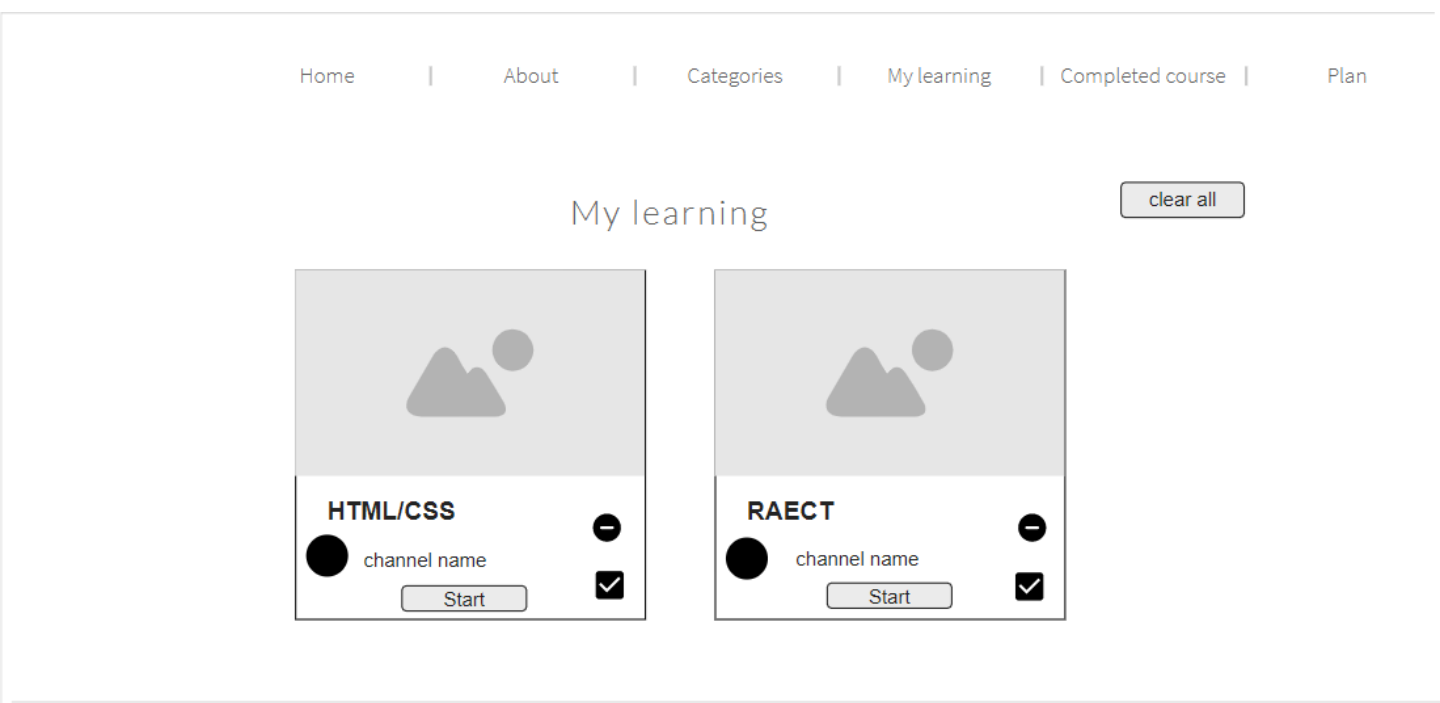 Home | About | Categories | My learning | Completed course | Plan
My learning
clear all
HTML/CSS
channel name
Start
RAECT
channel name
Start